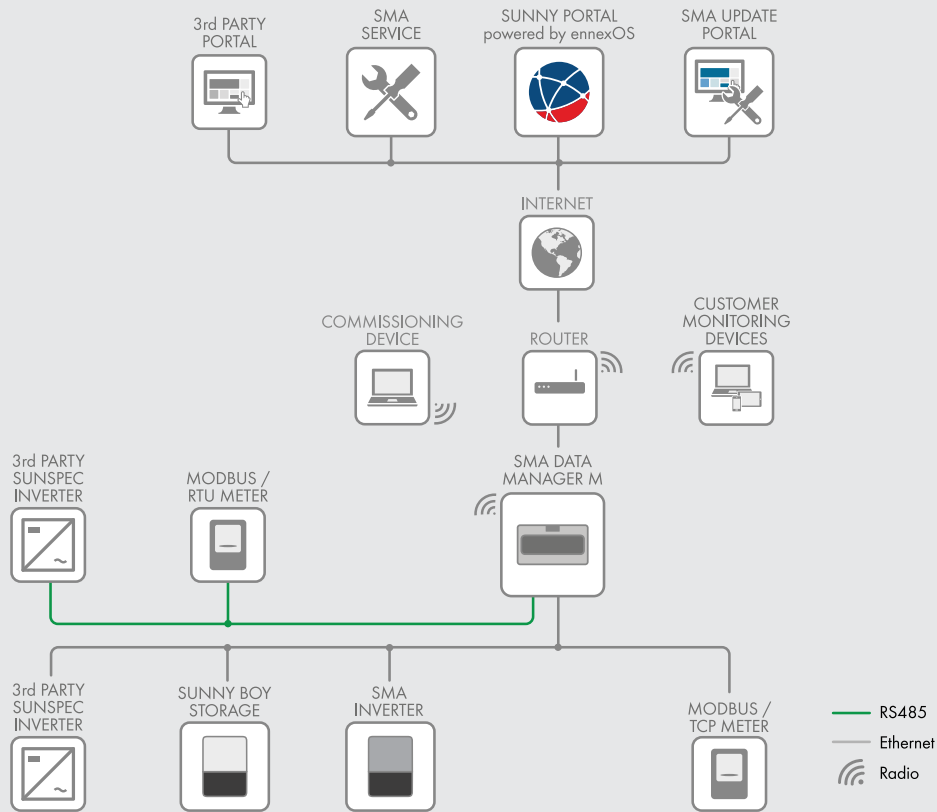 3rd PARTY
PORTAL
SMA
SERVICE
SUNNY PORTAL
powered by ennexOS
SMA UPDATE
PORTAL
INTERNET
COMMISSIONING
DEVICE
ROUTER
CUSTOMER
MONITORING
DEVICES
3rd PARTY
SUNSPEC
INVERTER
MODBUS /
RTU METER
SMA DATA
MANAGER M
3rd PARTY
SUNSPEC
INVERTER
SUNNY BOY
STORAGE
SMA
INVERTER
MODBUS /
TCP METER
RS485
Ethernet
Radio